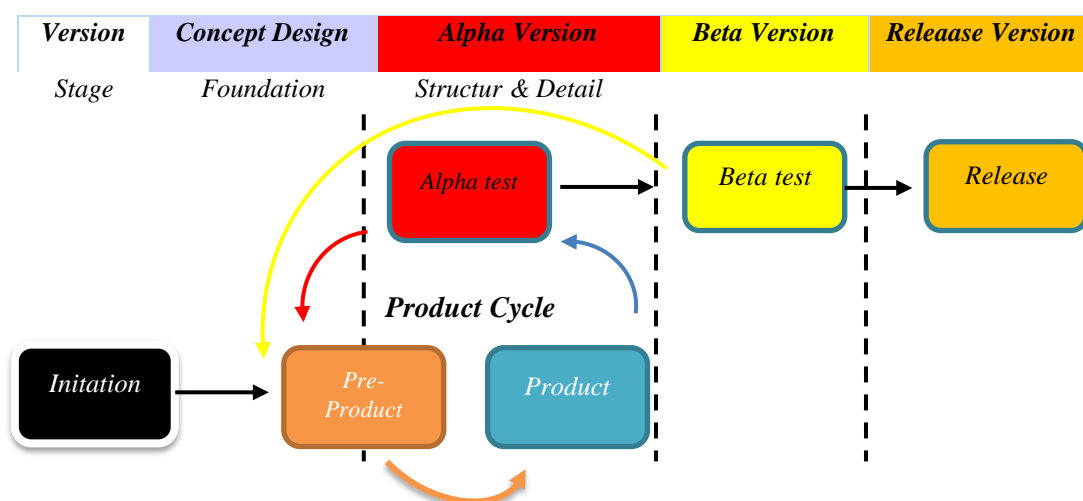 Version Concept Design Alpha Version Beta Version Releaase Version
Stage Foundation Structur & Detail
Alpha test
Beta test
Release
Product Cycle
Initation
Pre-
Product
Product